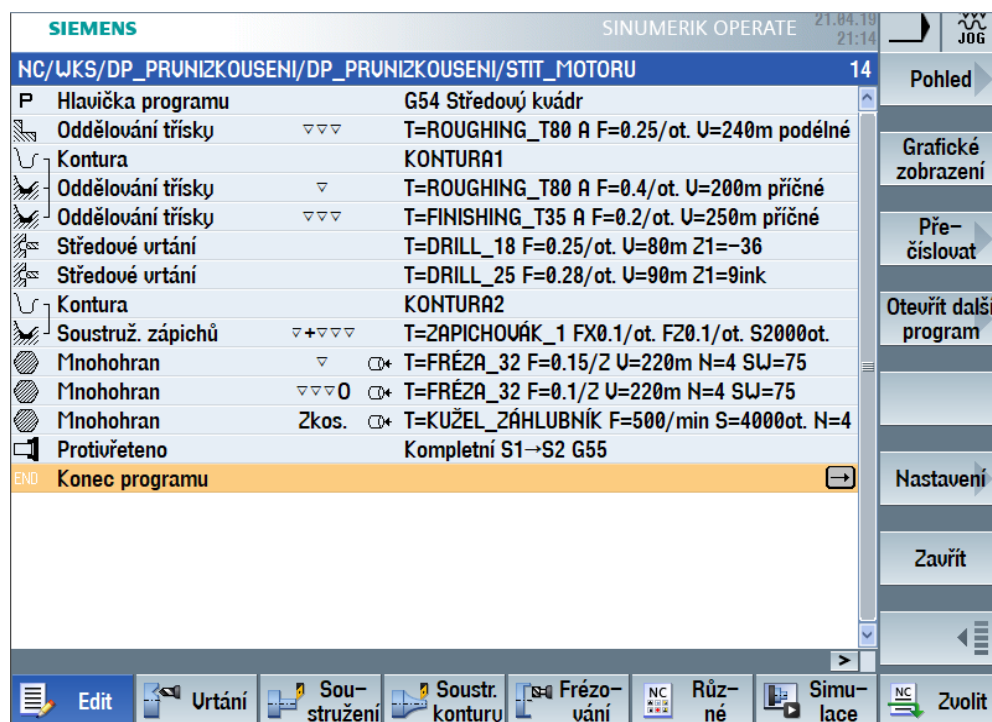 SIEMENS SINUMERIK OPERATE 21.04.19 21:14
JOG
NC/WKS/DP_PRVNIZKOUSENI/DP_PRVNIZKOUSENI/STIT_MOTORU 14
P Hlavička programu G54 Středový kvádr
Oddělování třísky ▽▽▽ T=ROUGHING_T80 A F=0.25/ot. V=240m podélné
Kontura KONTURA1
Oddělování třísky ▽ T=ROUGHING_T80 A F=0.4/ot. V=200m příčné
Oddělování třísky ▽▽▽ T=FINISHING_T35 A F=0.2/ot. V=250m příčné
Středové vrtání T=DRILL_18 F=0.25/ot. V=80m Z1=-36
Středové vrtání T=DRILL_25 F=0.28/ot. V=90m Z1=9ink
Kontura KONTURA2
Soustruž. zápichů ▽+▽▽▽ T=ZAPICHOVÁK_1 FX0.1/ot. FZ0.1/ot. S2000ot.
Mnohohran ▽ T=FRÉZA_32 F=0.15/Z V=220m N=4 SW=75
Mnohohran ▽▽▽O T=FRÉZA_32 F=0.1/Z V=220m N=4 SW=75
Mnohohran Zkos. T=KUŽEL_ZÁHLUBNÍK F=500/min S=4000ot. N=4
Protivřeteno Kompletní S1→S2 G55
END Konec programu →
Pohled
Grafické
zobrazení
Pře-
číslovat
Otevřít další
program
Nastavení
Zavřít
>
Edit
Vrtání
Sou-
stružení
Soustr.
konturu
Frézo-
vání
NC
Růz-
né
Simu-
lace
NC
Zvolit